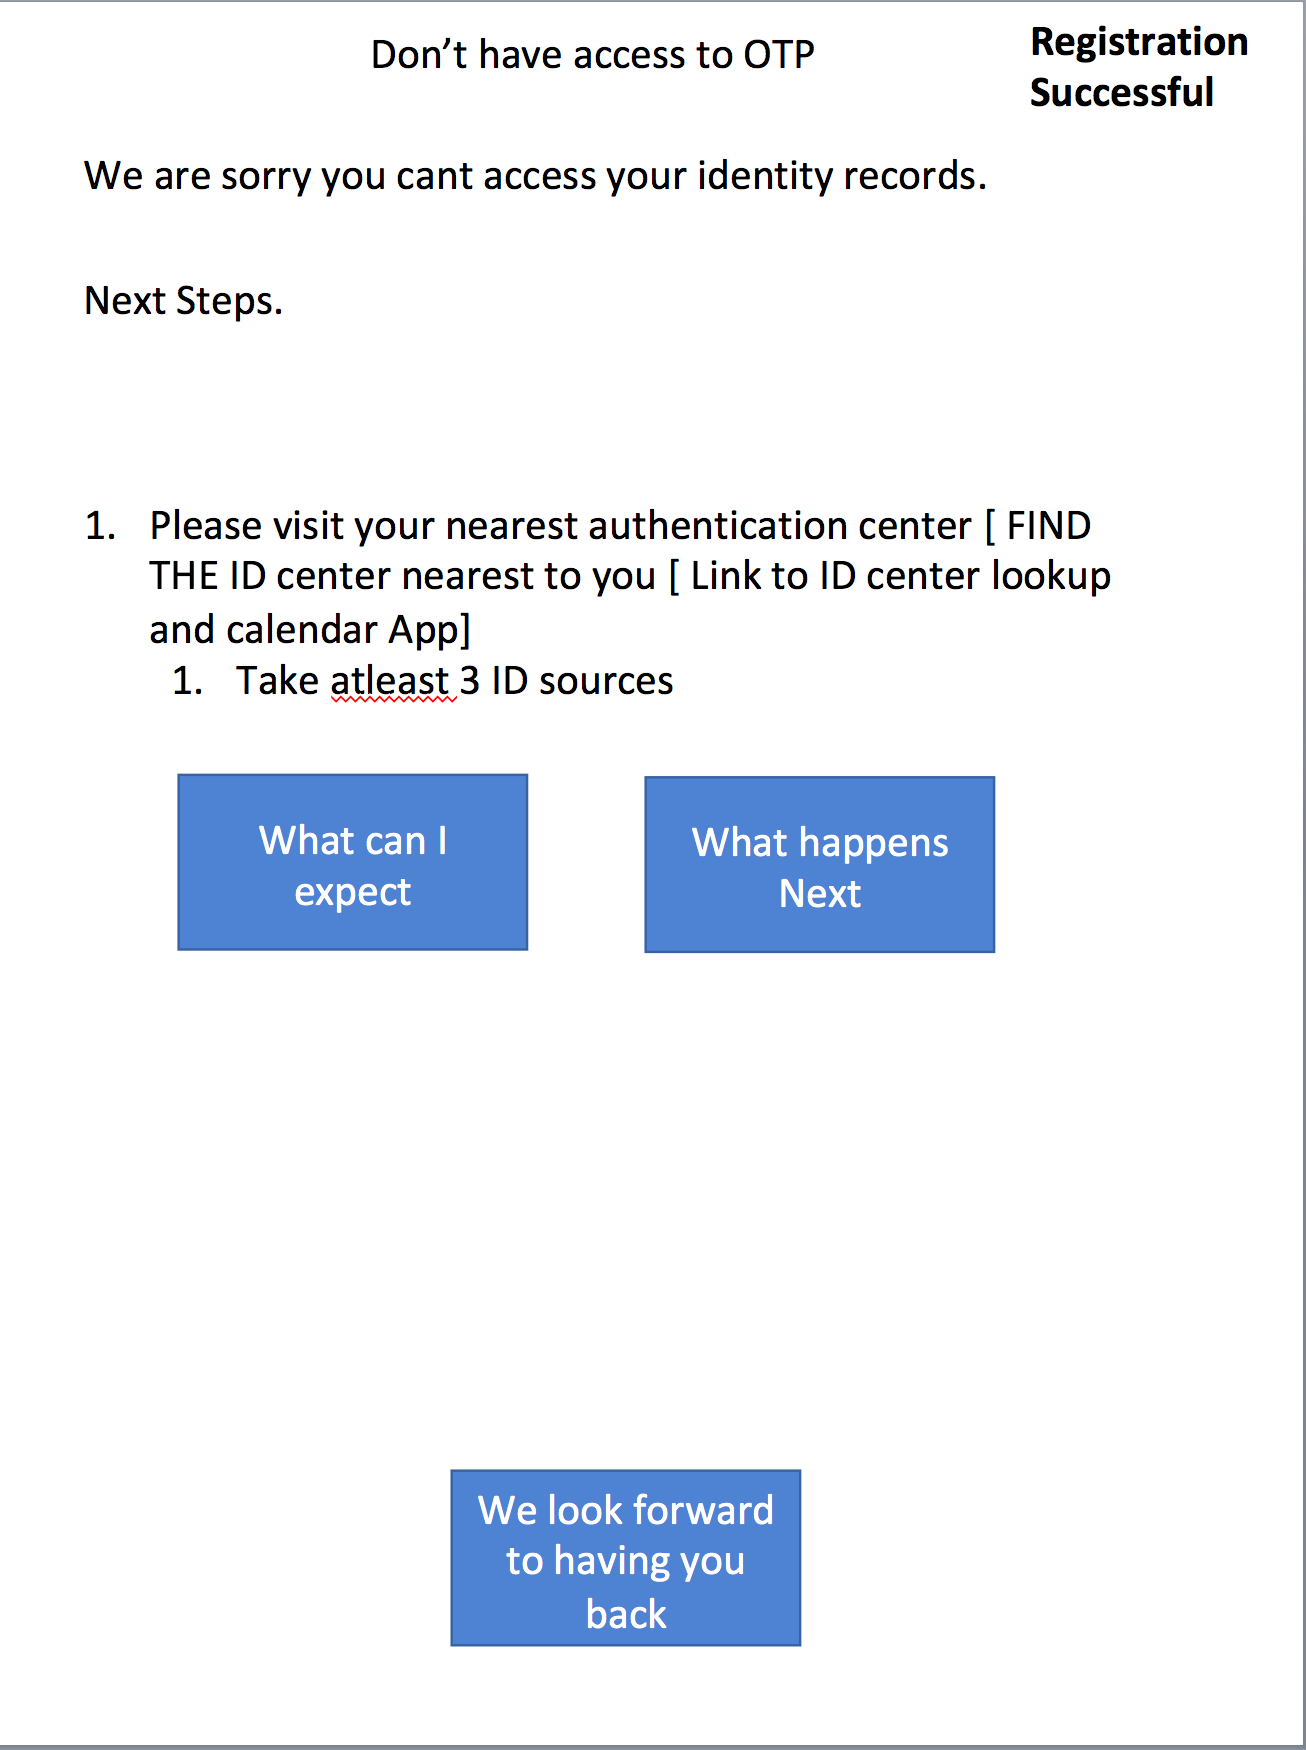 Don’t have access to OTP
Registration
Successful
We are sorry you cant access your identity records.
Next Steps.
1. Please visit your nearest authentication center [ FIND
THE ID center nearest to you [ Link to ID center lookup
and calendar App]
1. Take atleast 3 ID sources
What can I
expect
What happens
Next
We look forward
to having you
back